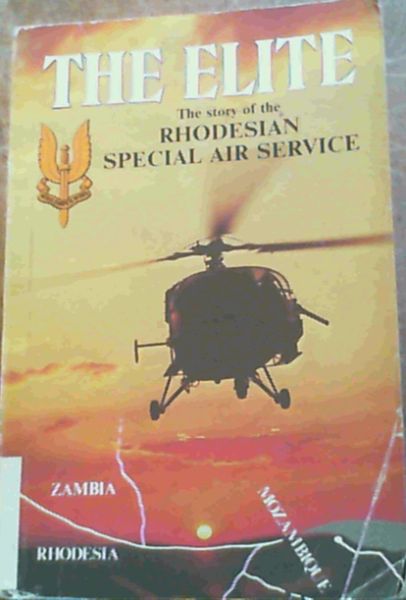 THE ELITE
The story of the
RHODESIAN
SPECIAL AIR SERVICE
ZAMBIA
MOZAMBIQUE
RHODESIA